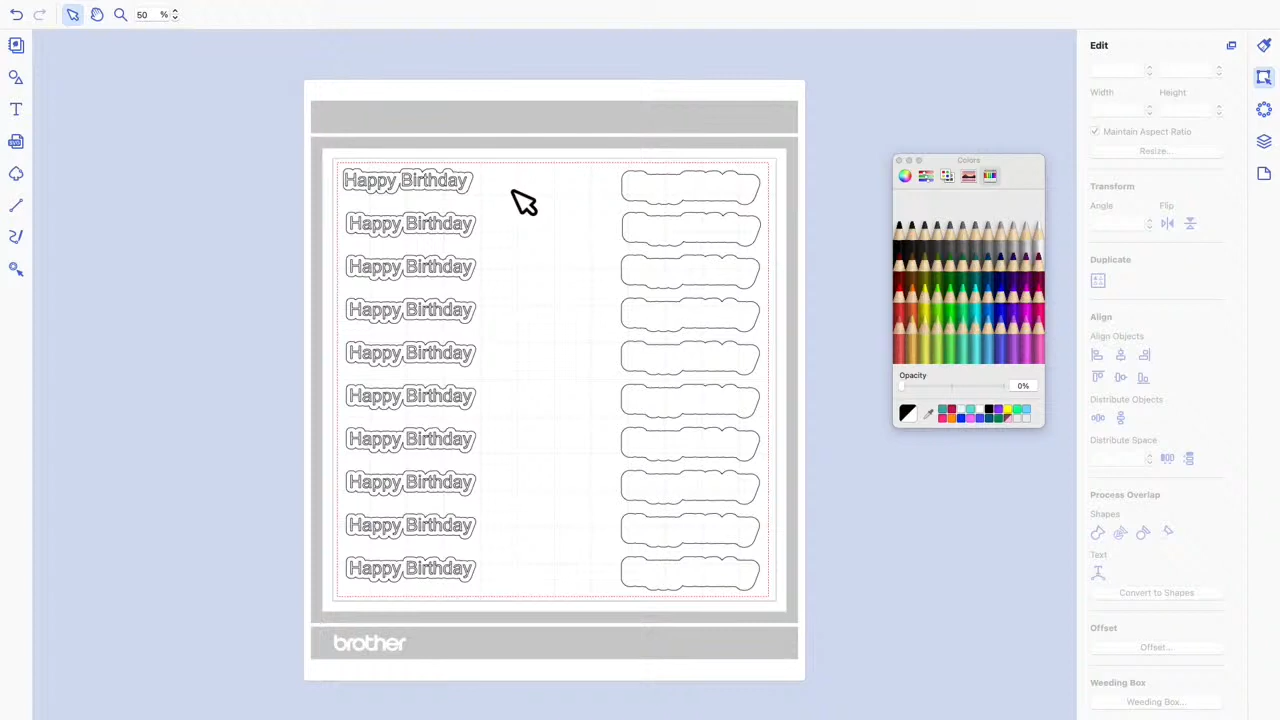 50 %
Edit
Width Height
Maintain Aspect Ratio
Resize...
Transform
Angle Flip
Duplicate
Align
Align Objects
Distribute Objects
Distribute Space
Process Overlap
Shapes
Text
Convert to Shapes
Offset
Offset...
Weeding Box
Weeding Box...
Colors
Opacity
0%
Happy Birthday
Happy Birthday
Happy Birthday
Happy Birthday
Happy Birthday
Happy Birthday
Happy Birthday
Happy Birthday
Happy Birthday
Happy Birthday
brother